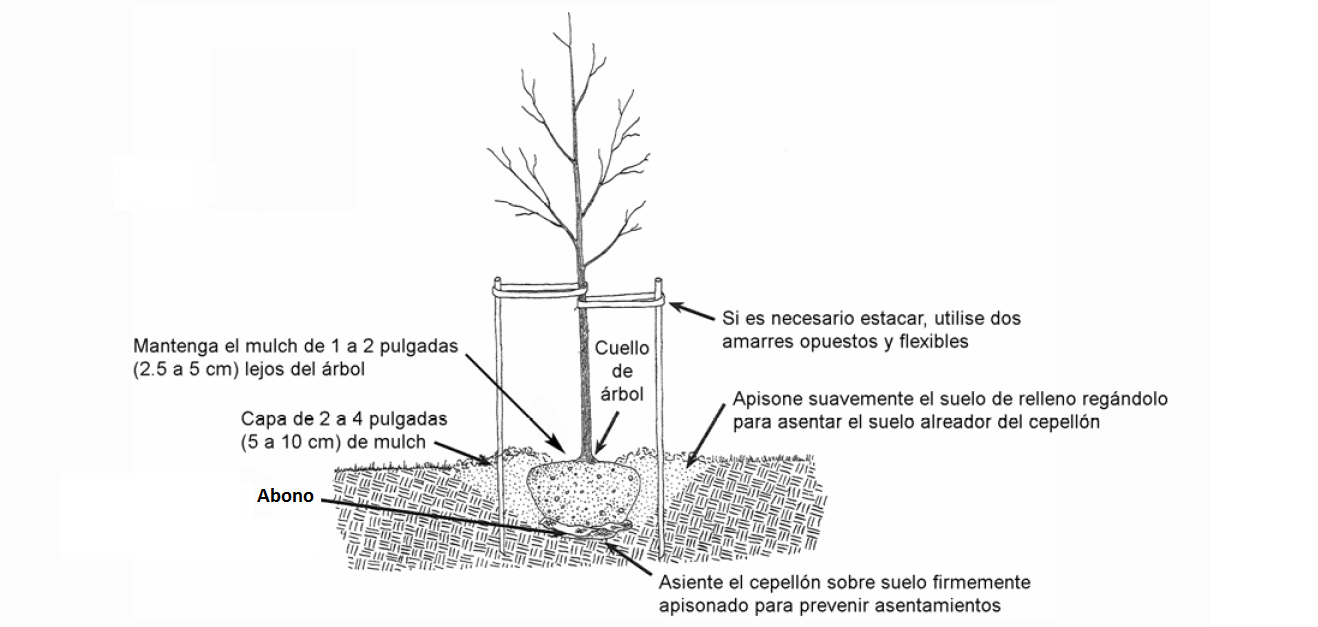 Si es necesario estacar, utilise dos
amarres opuestos y flexibles
Mantenga el mulch de 1 a 2 pulgadas
(2.5 a 5 cm) lejos del árbol
Cuello
de
árbol
Apisone suavemente el suelo de relleno regándolo
para asentar el suelo alreador del cepellón
Capa de 2 a 4 pulgadas
(5 a 10 cm) de mulch
Abono
Asiente el cepellón sobre suelo firmemente
apisonado para prevenir asentamientos